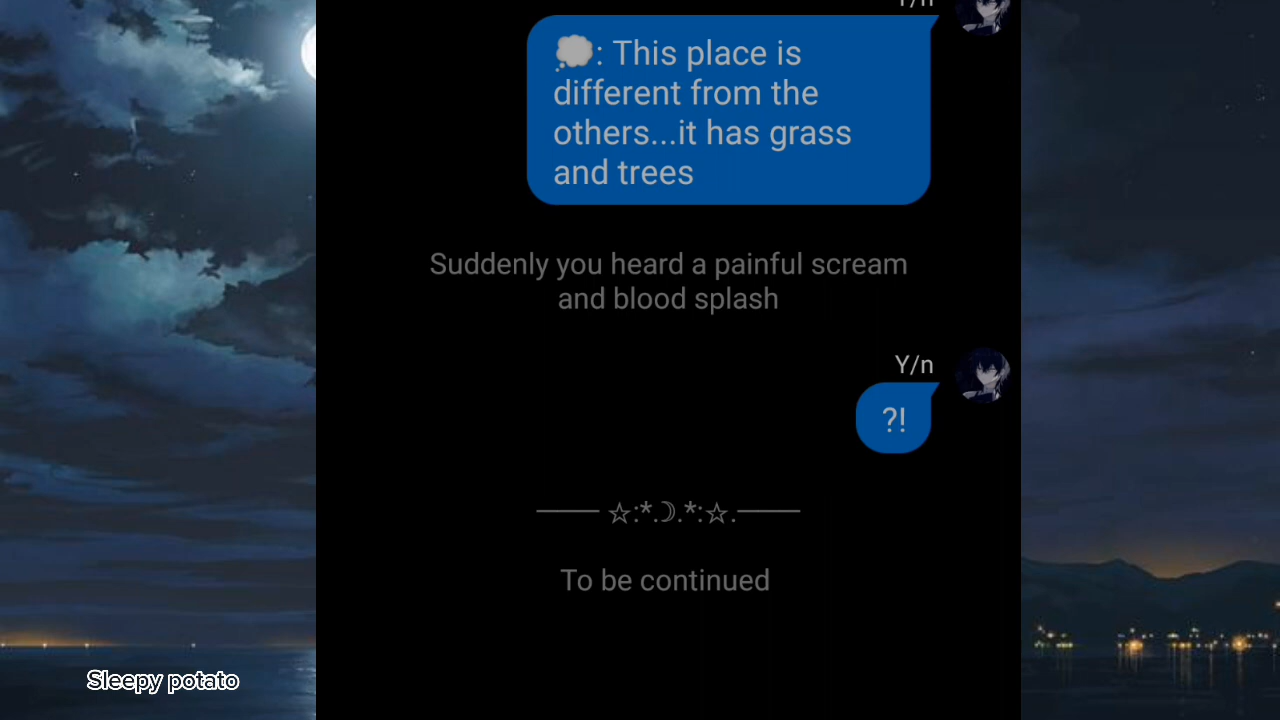 Y/n
💭: This place is
different from the
others...it has grass
and trees
Suddenly you heard a painful scream
and blood splash
Y/n
?!
─── ☆:*.☽.*:☆.───
To be continued
Sleepy potato